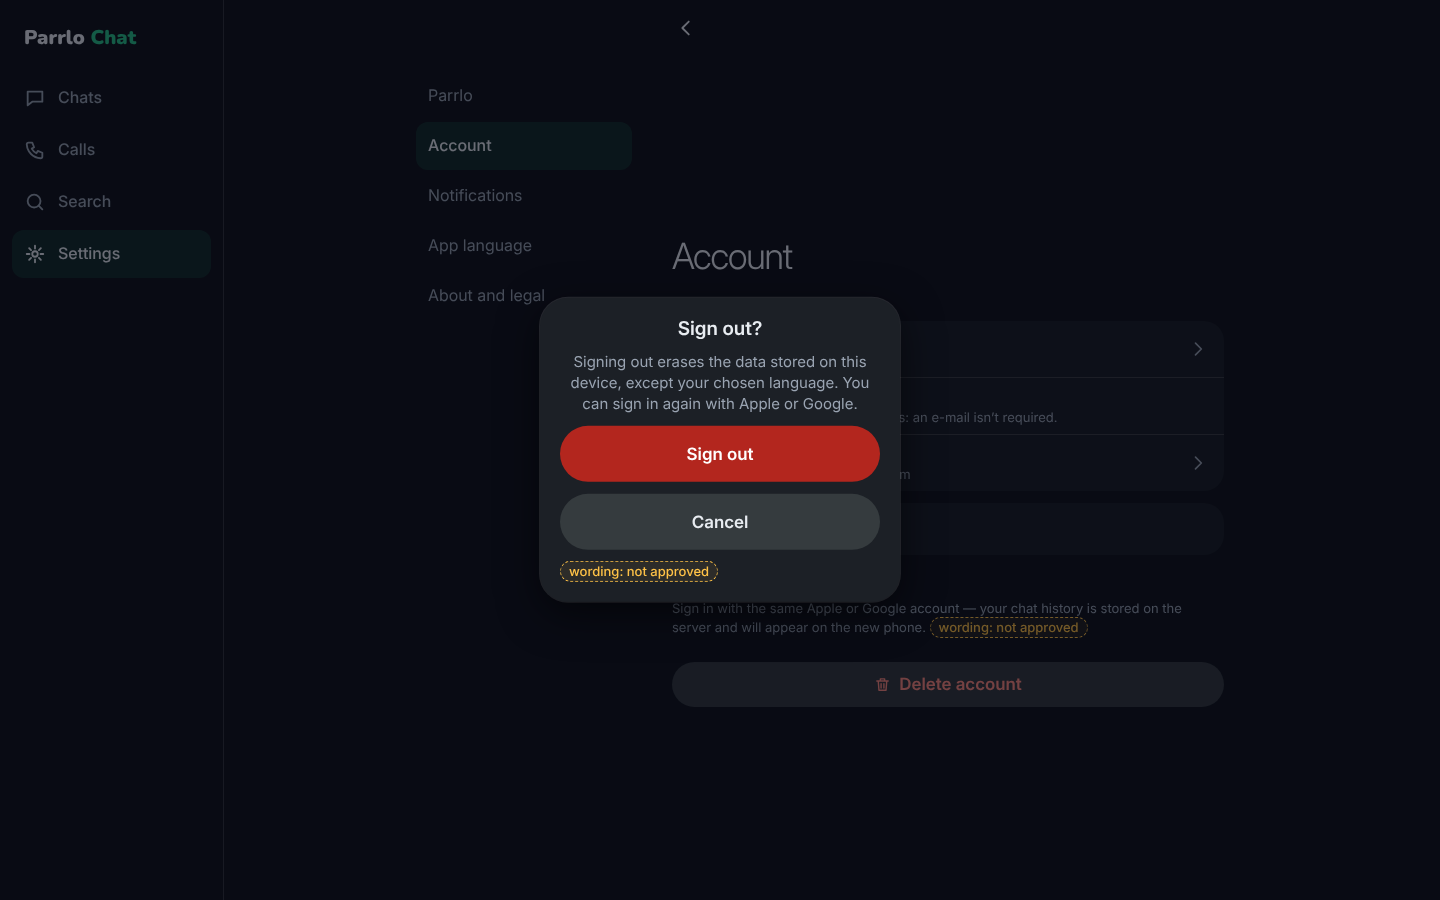 Parrlo Chat
Chats
Calls
Search
Settings
Parrlo
Account
Notifications
App language
About and legal
Account
s: an e-mail isn't required.
m
Sign out?
Signing out erases the data stored on this
device, except your chosen language. You
can sign in again with Apple or Google.
Sign out
Cancel
wording: not approved
Sign in with the same Apple or Google account — your chat history is stored on the
server and will appear on the new phone. wording: not approved
Delete account